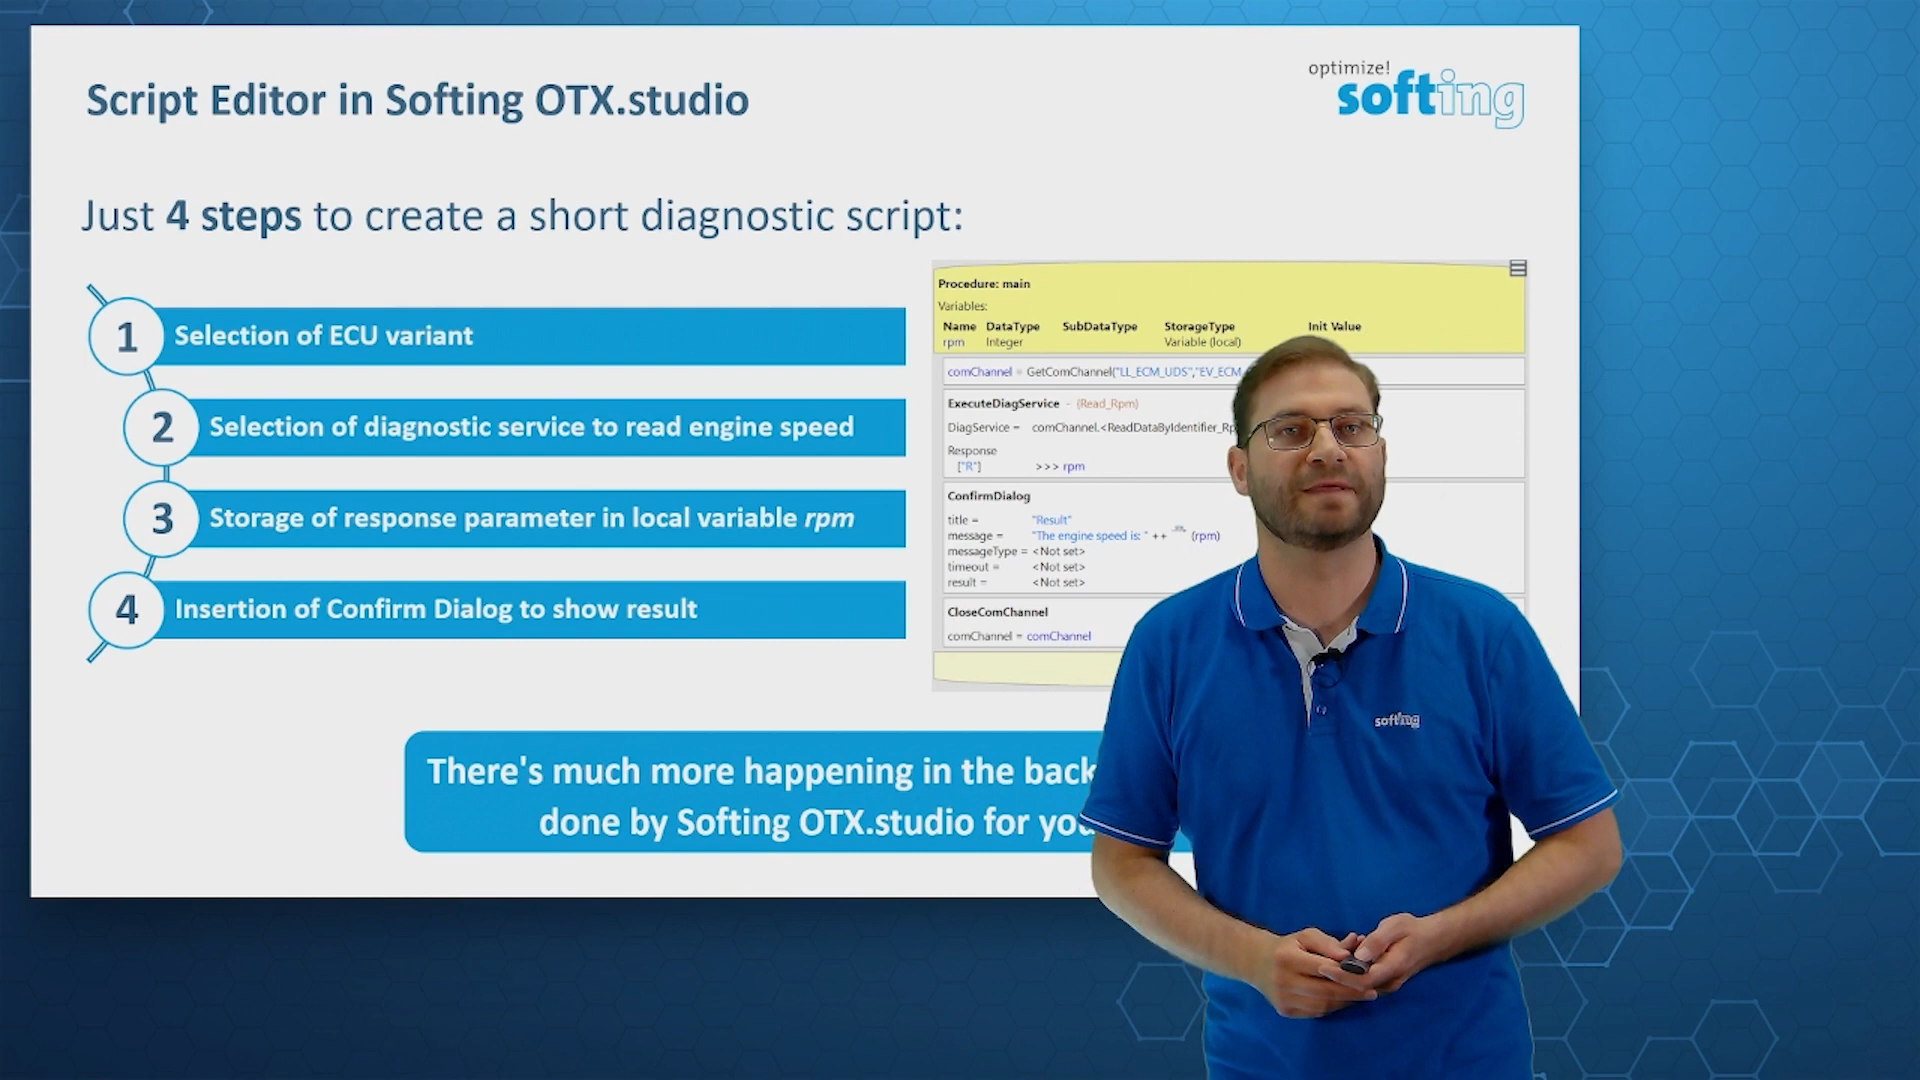 Script Editor in Softing OTX.studio
optimize!
softing
Just 4 steps to create a short diagnostic script:
1 Selection of ECU variant
2 Selection of diagnostic service to read engine speed
3 Storage of response parameter in local variable rpm
4 Insertion of Confirm Dialog to show result
Procedure: main
Variables:
Name DataType SubDataType StorageType Init Value
rpm Integer Variable (local)
comChannel = GetComChannel("LL_ECM_UDS","EV_ECM
ExecuteDiagService - (Read_Rpm)
DiagService = comChannel.<ReadDataByIdentifier_Rp
Response
["R"] >>> rpm
ConfirmDialog
title = "Result"
message = "The engine speed is: " ++ (rpm)
messageType = <Not set>
timeout = <Not set>
result = <Not set>
CloseComChannel
comChannel = comChannel
There's much more happening in the back
done by Softing OTX.studio for you
softing